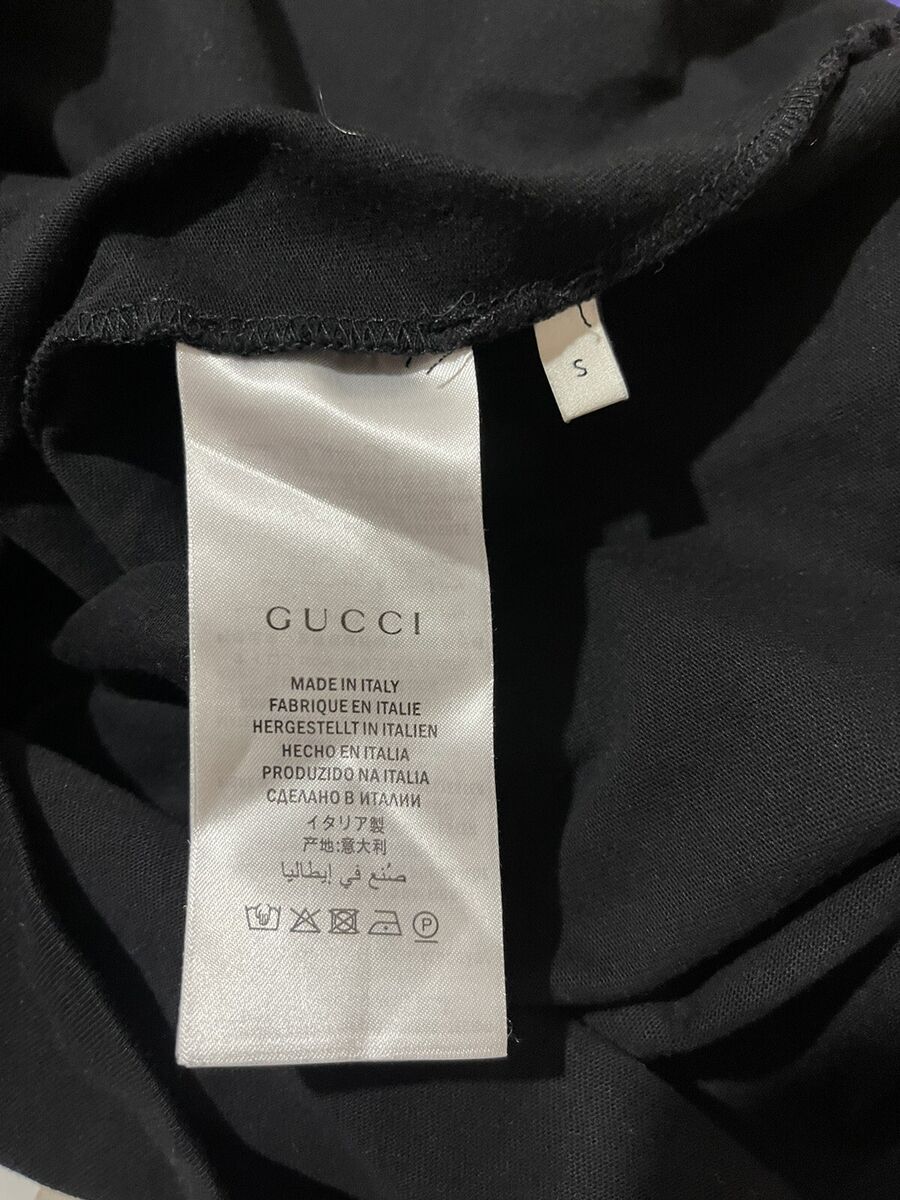 S
GUCCI
MADE IN ITALY
FABRIQUE EN ITALIE
HERGESTELLT IN ITALIEN
HECHO EN ITALIA
PRODUZIDO NA ITALIA
СДЕЛАНО В ИТАЛИИ
イタリア製
产地:意大利
صُنع في إيطاليا
P